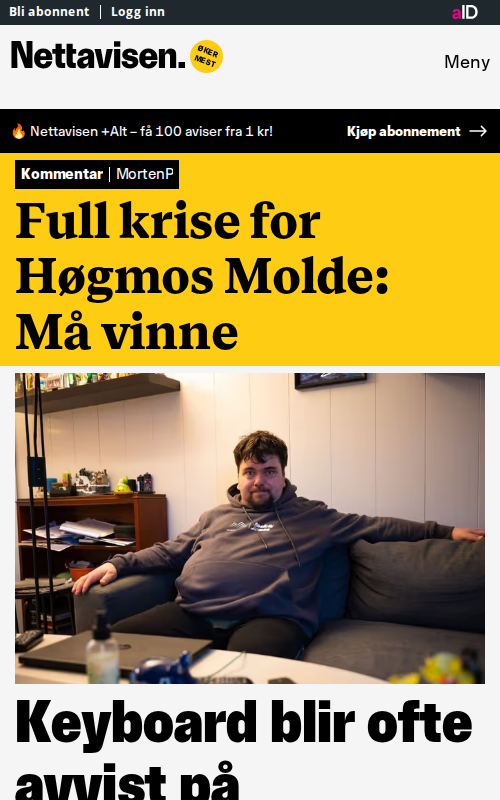 Bli abonnent | Logg inn
aID
Nettavisen.
ØKER
MEST
Meny
🔥 Nettavisen +Alt – få 100 aviser fra 1 kr!
Kjøp abonnement →
Kommentar | MortenP
Full krise for
Høgmos Molde:
Må vinne
Keyboard blir ofte
avvist på